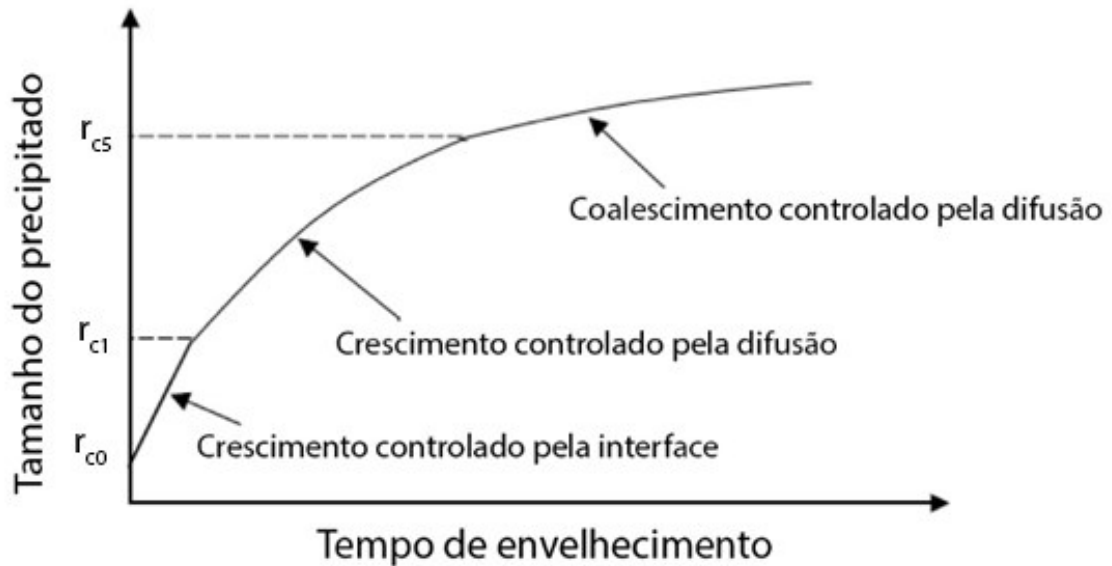 Tamanho do precipitado
r_cs
Coalescimento controlado pela difusão
r_c1
Crescimento controlado pela difusão
r_c0
Crescimento controlado pela interface
Tempo de envelhecimento